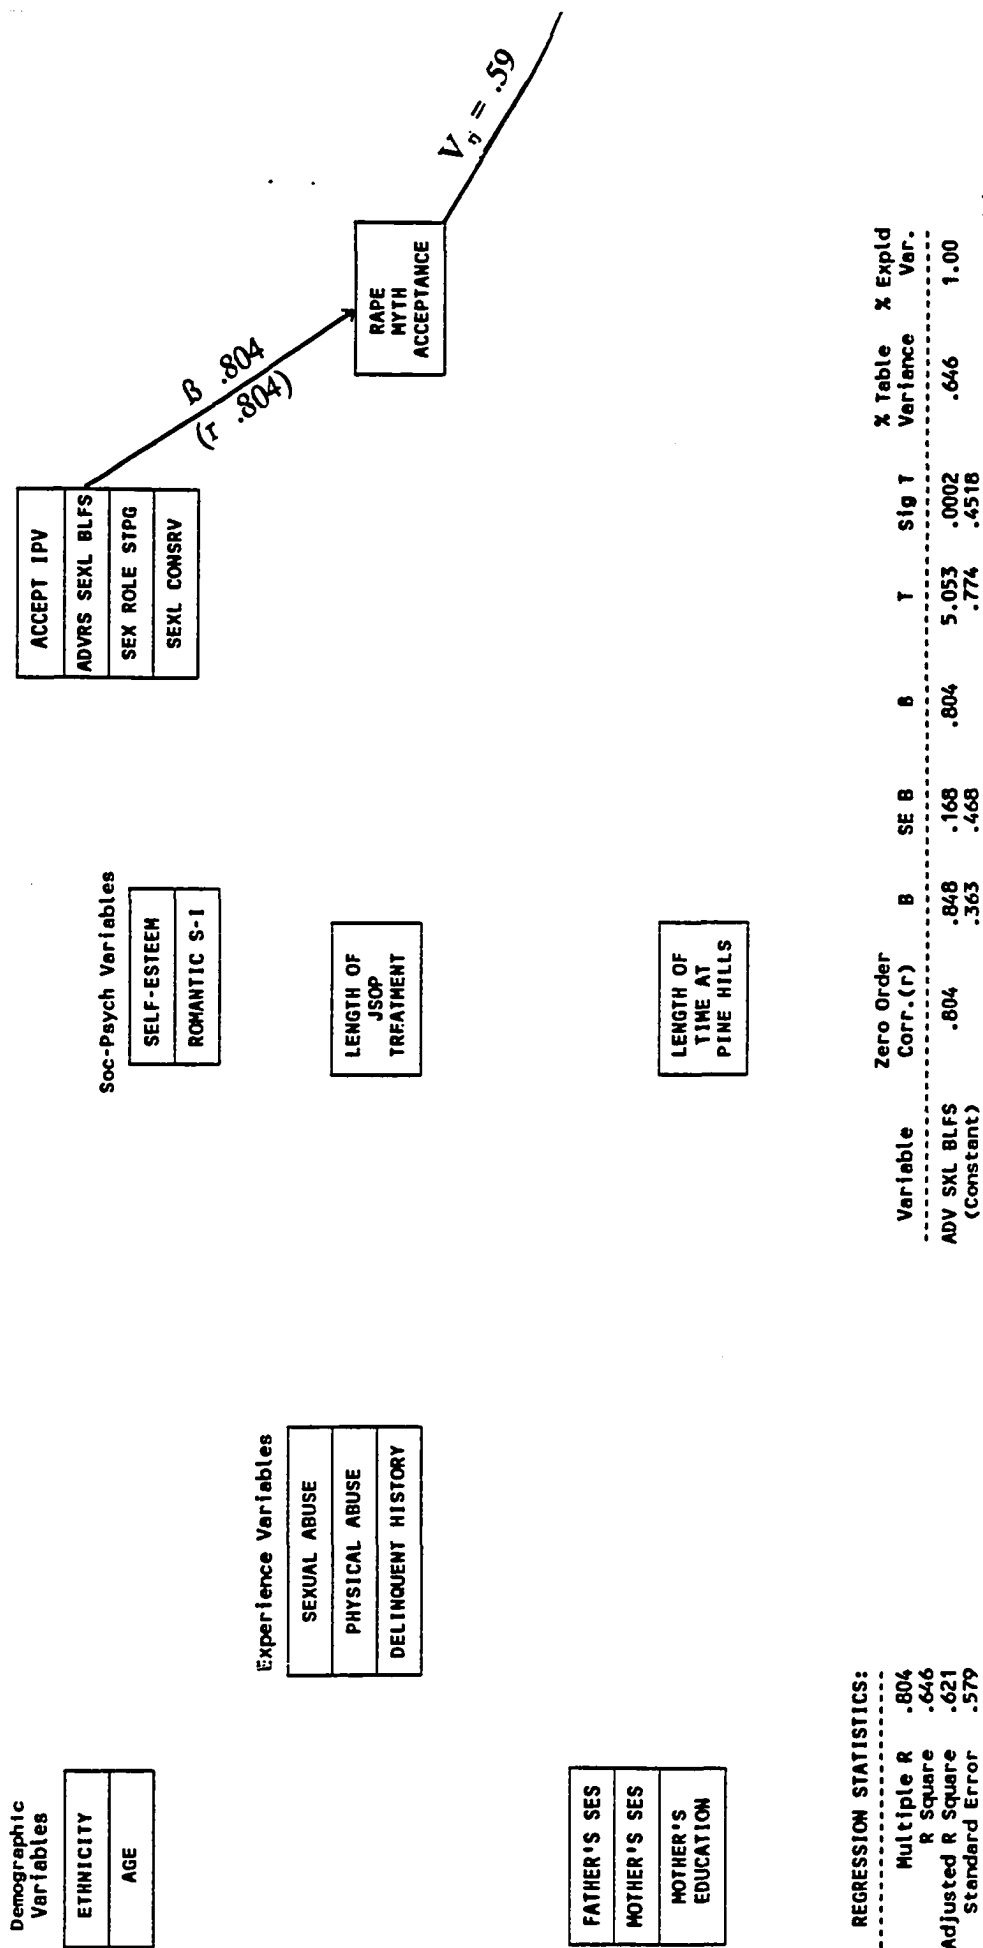 Demographic
Variables
ETHNICITY
AGE
Experience Variables
SEXUAL ABUSE
PHYSICAL ABUSE
DELINQUENT HISTORY
FATHER'S SES
MOTHER'S SES
MOTHER'S
EDUCATION
Soc-Psych Variables
SELF-ESTEEM
ROMANTIC S-I
LENGTH OF
JSOP
TREATMENT
LENGTH OF
TIME AT
PINE HILLS
ACCEPT IPV
ADVRS SEXL BLFS
SEX ROLE STPG
SEXL CONSRV
ß .804
(r .804)
RAPE
MYTH
ACCEPTANCE
= .59
REGRESSION STATISTICS:
Multiple R .804
R Square .646
Adjusted R Square .621
Standard Error .579
Zero Order % Table % Expld
Variable Corr.(r) B SE B ß T Sig T Variance Var.
ADV SXL BLFS .804 .848 .168 .804 5.053 .0002 .646 1.00
(Constant) .363 .468 .774 .4518